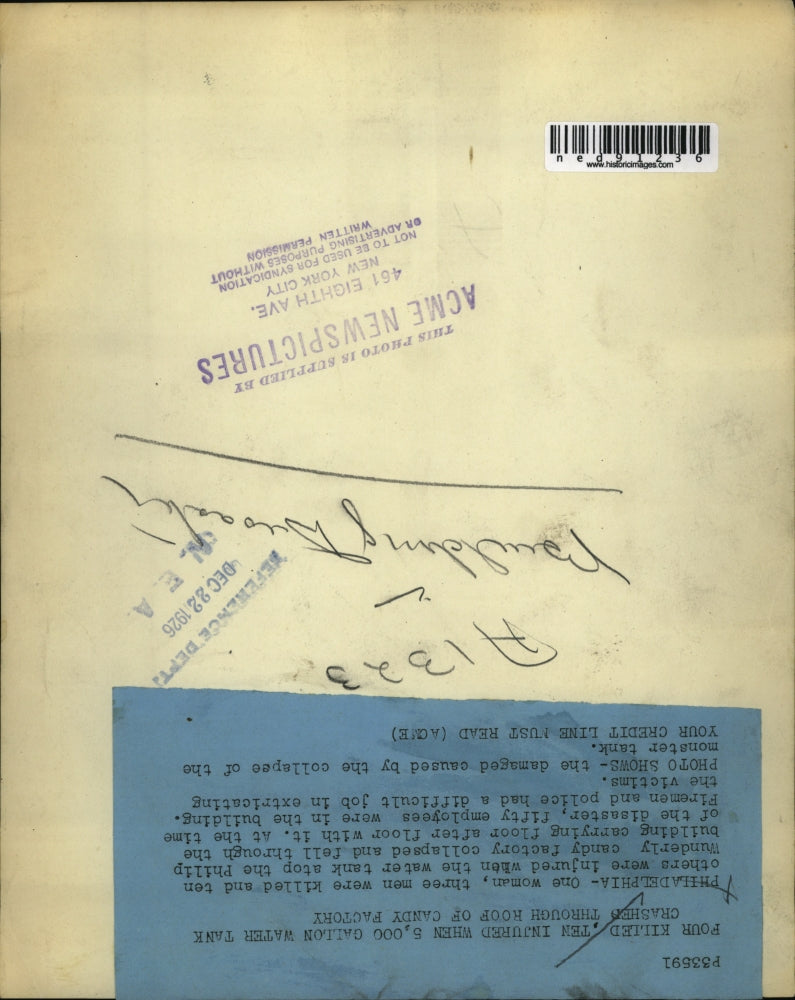 ned91236
www.historicimages.com
P33591
FOUR KILLED, TEN INJURED WHEN 5,000 GALLON WATER TANK
CRASHED THROUGH ROOF OF CANDY FACTORY
PHILADELPHIA- One woman, three men were killed and ten
others were injured when the water tank atop the Philip
Wunderly candy factory collapsed and fell through the
building carrying floor after floor with it. At the time
of the disaster, fifty employees were in the building.
Firemen and police had a difficult job in extricating
the victims.
PHOTO SHOWS- the damaged caused by the collapse of the
monster tank.
YOUR CREDIT LINE MUST READ (ACME)
A1323
REFERENCE DEPT.
DEC 22 1926
N. E. A
Building Disaster
THIS PHOTO IS SUPPLIED BY
ACME NEWSPICTURES
461 EIGHTH AVE.
NEW YORK CITY
NOT TO BE USED FOR SYNDICATION
OR ADVERTISING PURPOSES WITHOUT
WRITTEN PERMISSION